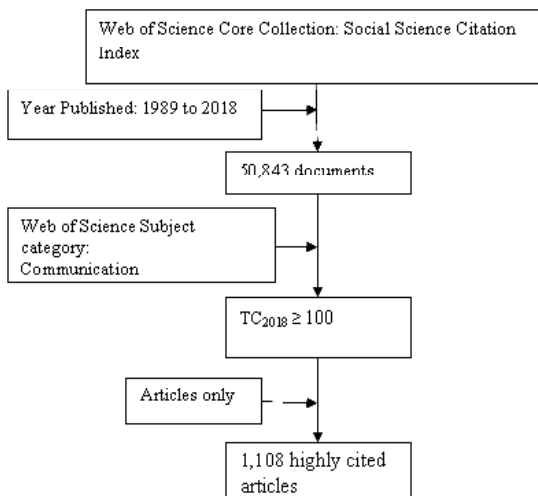 Web of Science Core Collection: Social Science Citation
Index
Year Published: 1989 to 2018
50,843 documents
Web of Science Subject
category:
Communication
TC2018 ≥ 100
Articles only
1,108 highly cited
articles